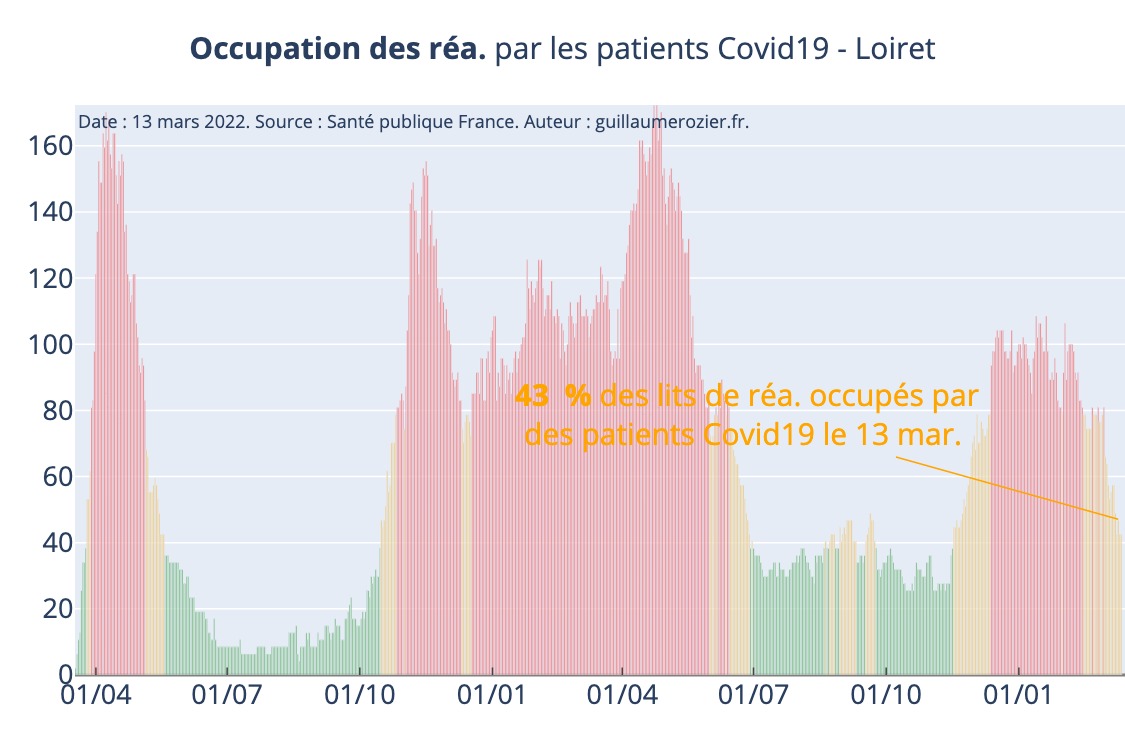 Occupation des réa. par les patients Covid19 - Loiret
Date : 13 mars 2022. Source : Santé publique France. Auteur : guillaumerozier.fr.
160
140
120
100
80
60
40
20
0
43 % des lits de réa. occupés par
des patients Covid19 le 13 mar.
01/04 01/07 01/10 01/01 01/04 01/07 01/10 01/01